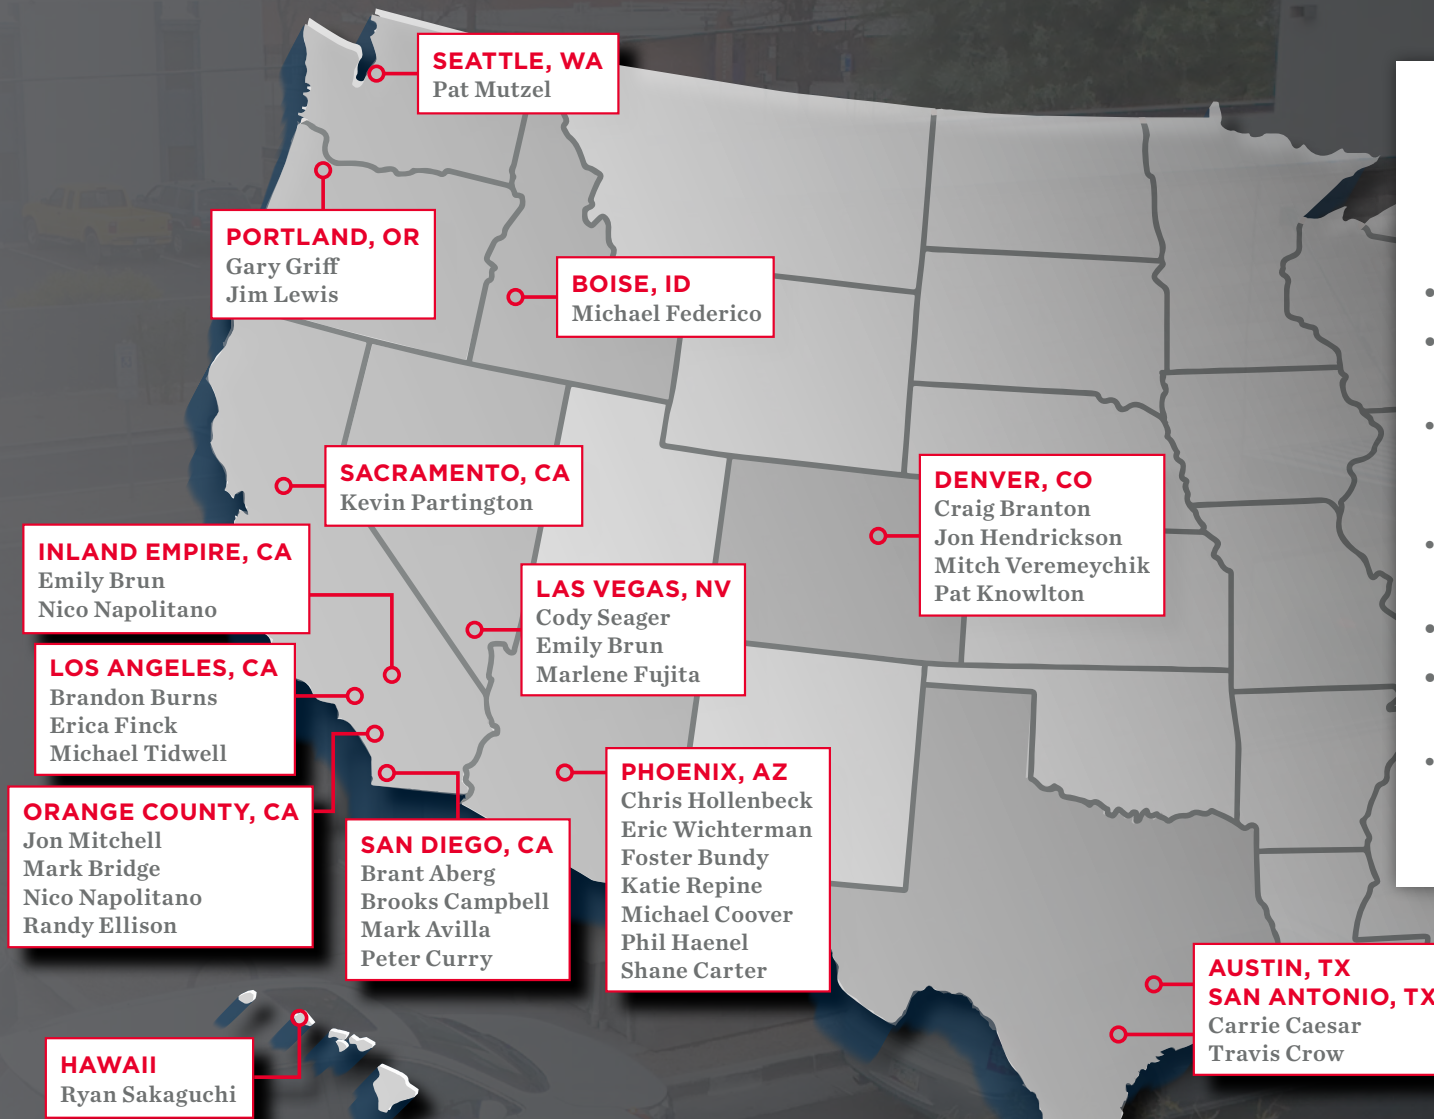 SEATTLE, WA
Pat Mutzel
PORTLAND, OR
Gary Griff
Jim Lewis
BOISE, ID
Michael Federico
SACRAMENTO, CA
Kevin Partington
DENVER, CO
Craig Branton
Jon Hendrickson
Mitch Veremeychik
Pat Knowlton
INLAND EMPIRE, CA
Emily Brun
Nico Napolitano
LAS VEGAS, NV
Cody Seager
Emily Brun
Marlene Fujita
LOS ANGELES, CA
Brandon Burns
Erica Finck
Michael Tidwell
PHOENIX, AZ
Chris Hollenbeck
Eric Wichterman
Foster Bundy
Katie Repine
Michael Coover
Phil Haenel
Shane Carter
ORANGE COUNTY, CA
Jon Mitchell
Mark Bridge
Nico Napolitano
Randy Ellison
SAN DIEGO, CA
Brant Aberg
Brooks Campbell
Mark Avilla
Peter Curry
AUSTIN, TX
SAN ANTONIO, TX
Carrie Caesar
Travis Crow
HAWAII
Ryan Sakaguchi